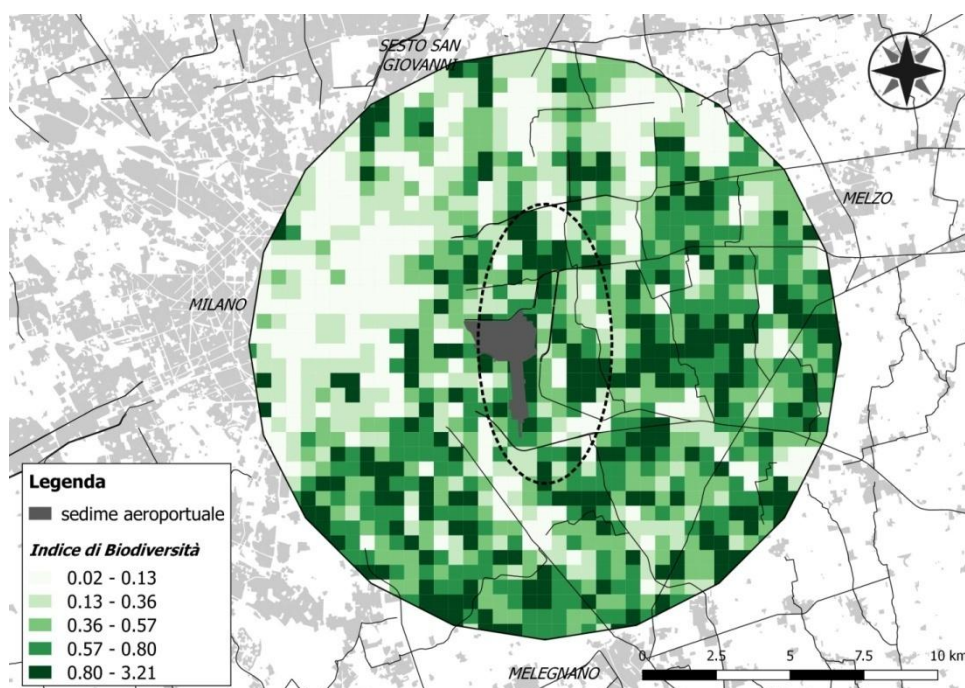 SESTO SAN
GIOVANNI
MELZO
MILANO
Legenda
sedime aeroportuale
Indice di Biodiversità
0.02 - 0.13
0.13 - 0.36
0.36 - 0.57
0.57 - 0.80
0.80 - 3.21
MELEGNANO
0 2.5 5 7.5 10 km